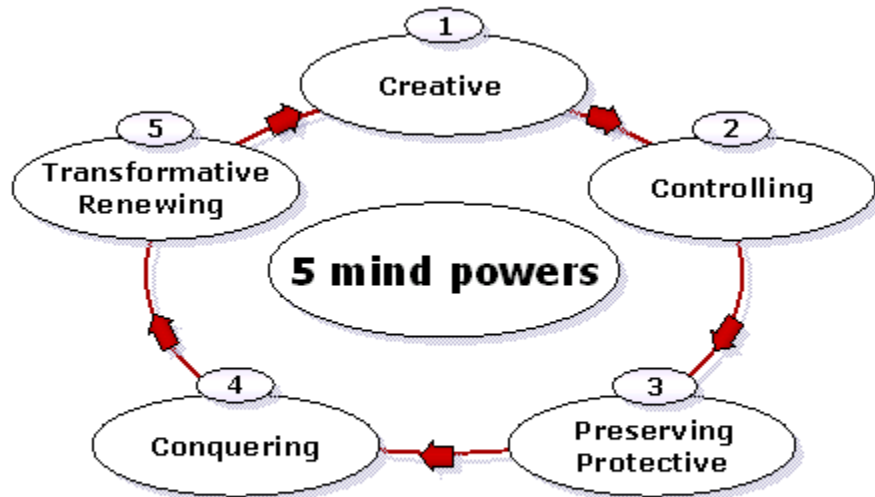 1
Creative
2
Controlling
3
Preserving
Protective
4
Conquering
5
Transformative
Renewing
5 mind powers